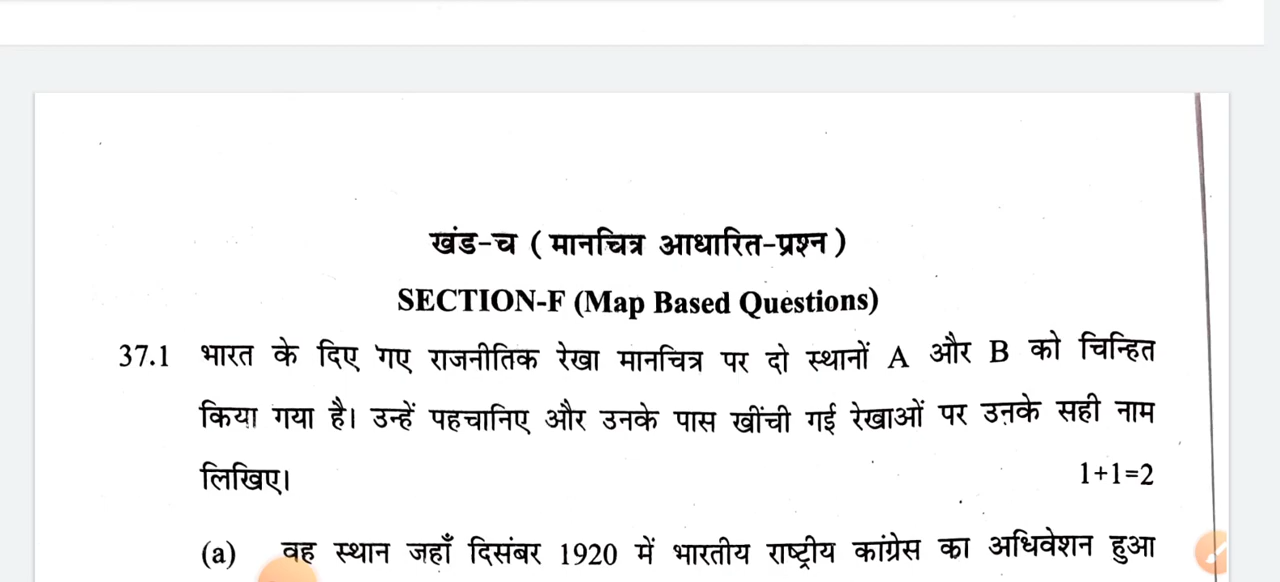 खंड-च ( मानचित्र आधारित-प्रश्न )
SECTION-F (Map Based Questions)
37.1 भारत के दिए गए राजनीतिक रेखा मानचित्र पर दो स्थानों A और B को चिन्हित
किया गया है। उन्हें पहचानिए और उनके पास खींची गई रेखाओं पर उनके सही नाम
लिखिए। 1+1=2
(a) वह स्थान जहाँ दिसंबर 1920 में भारतीय राष्ट्रीय कांग्रेस का अधिवेशन हुआ